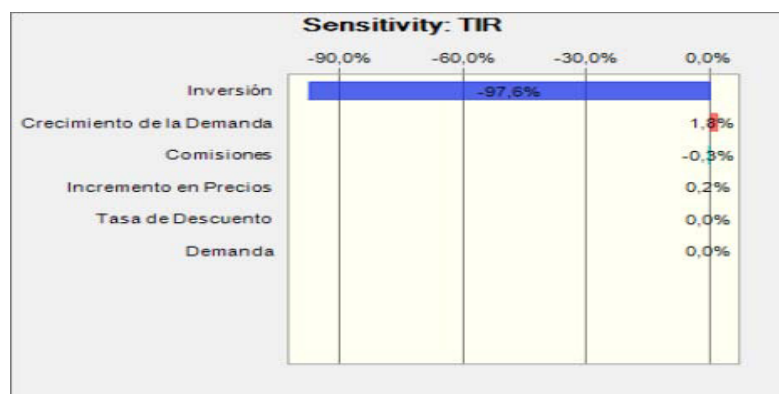 Sensitivity: TIR
-90,0% -60,0% -30,0% 0,0%
Inversión -97,6%
Crecimiento de la Demanda 1,8%
Comisiones -0,3%
Incremento en Precios 0,2%
Tasa de Descuento 0,0%
Demanda 0,0%